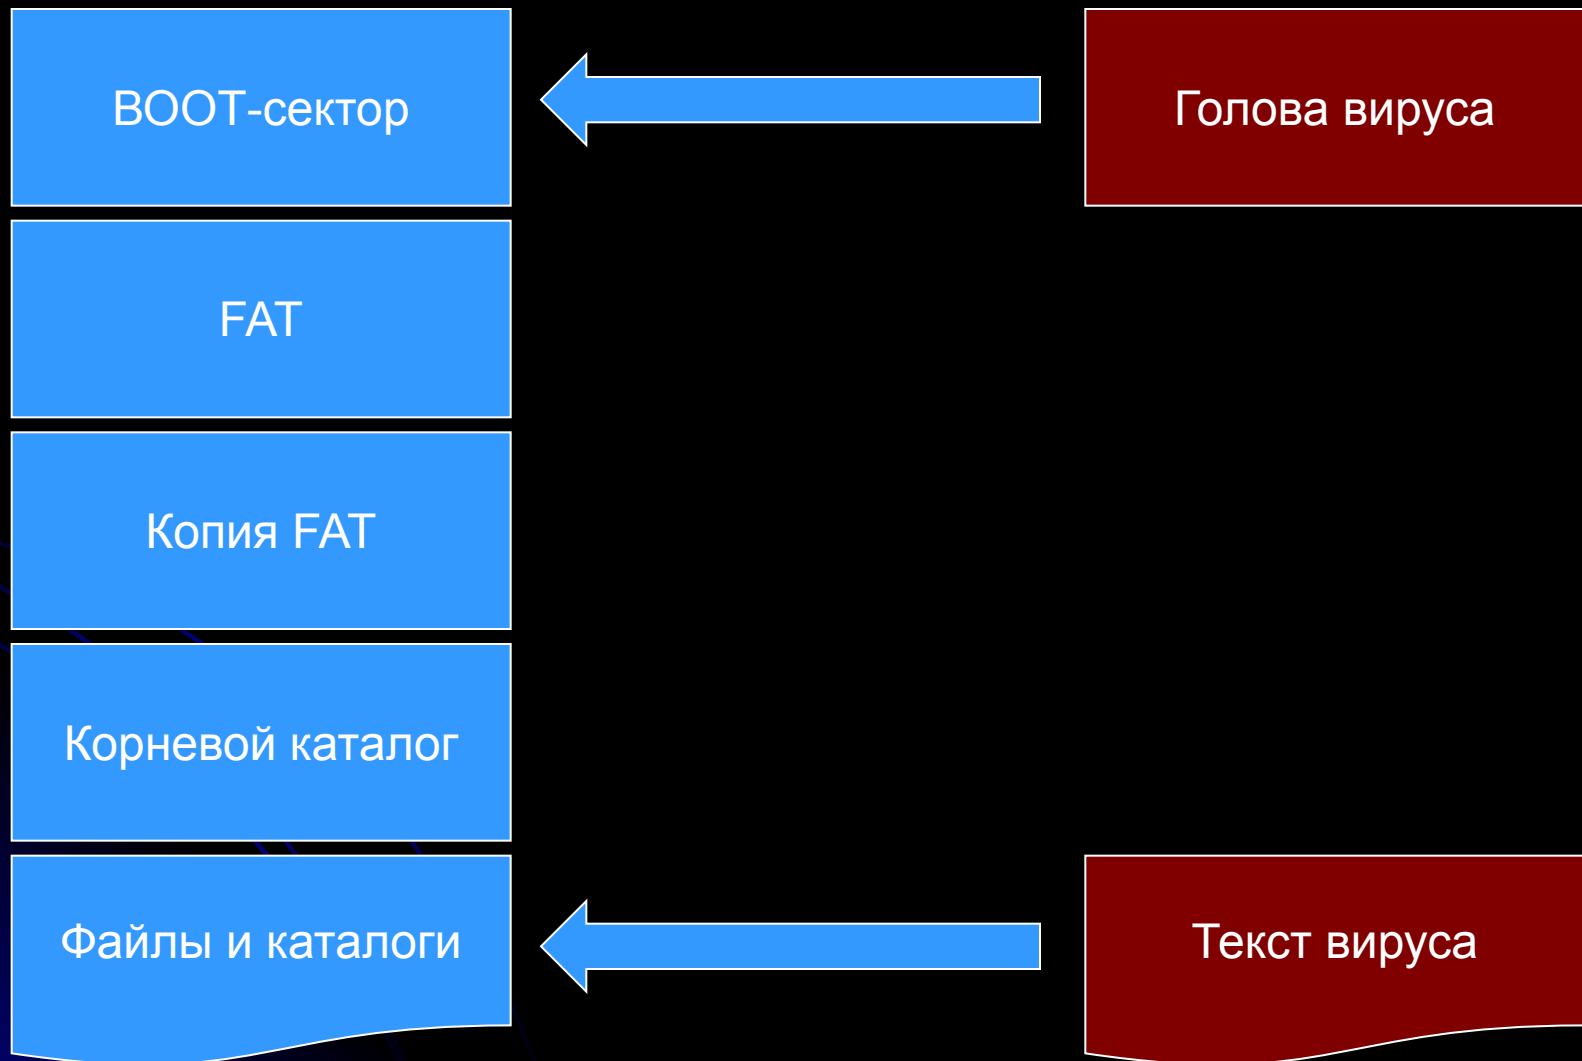 BOOT-сектор
Голова вируса
FAT
Копия FAT
Корневой каталог
Файлы и каталоги
Текст вируса